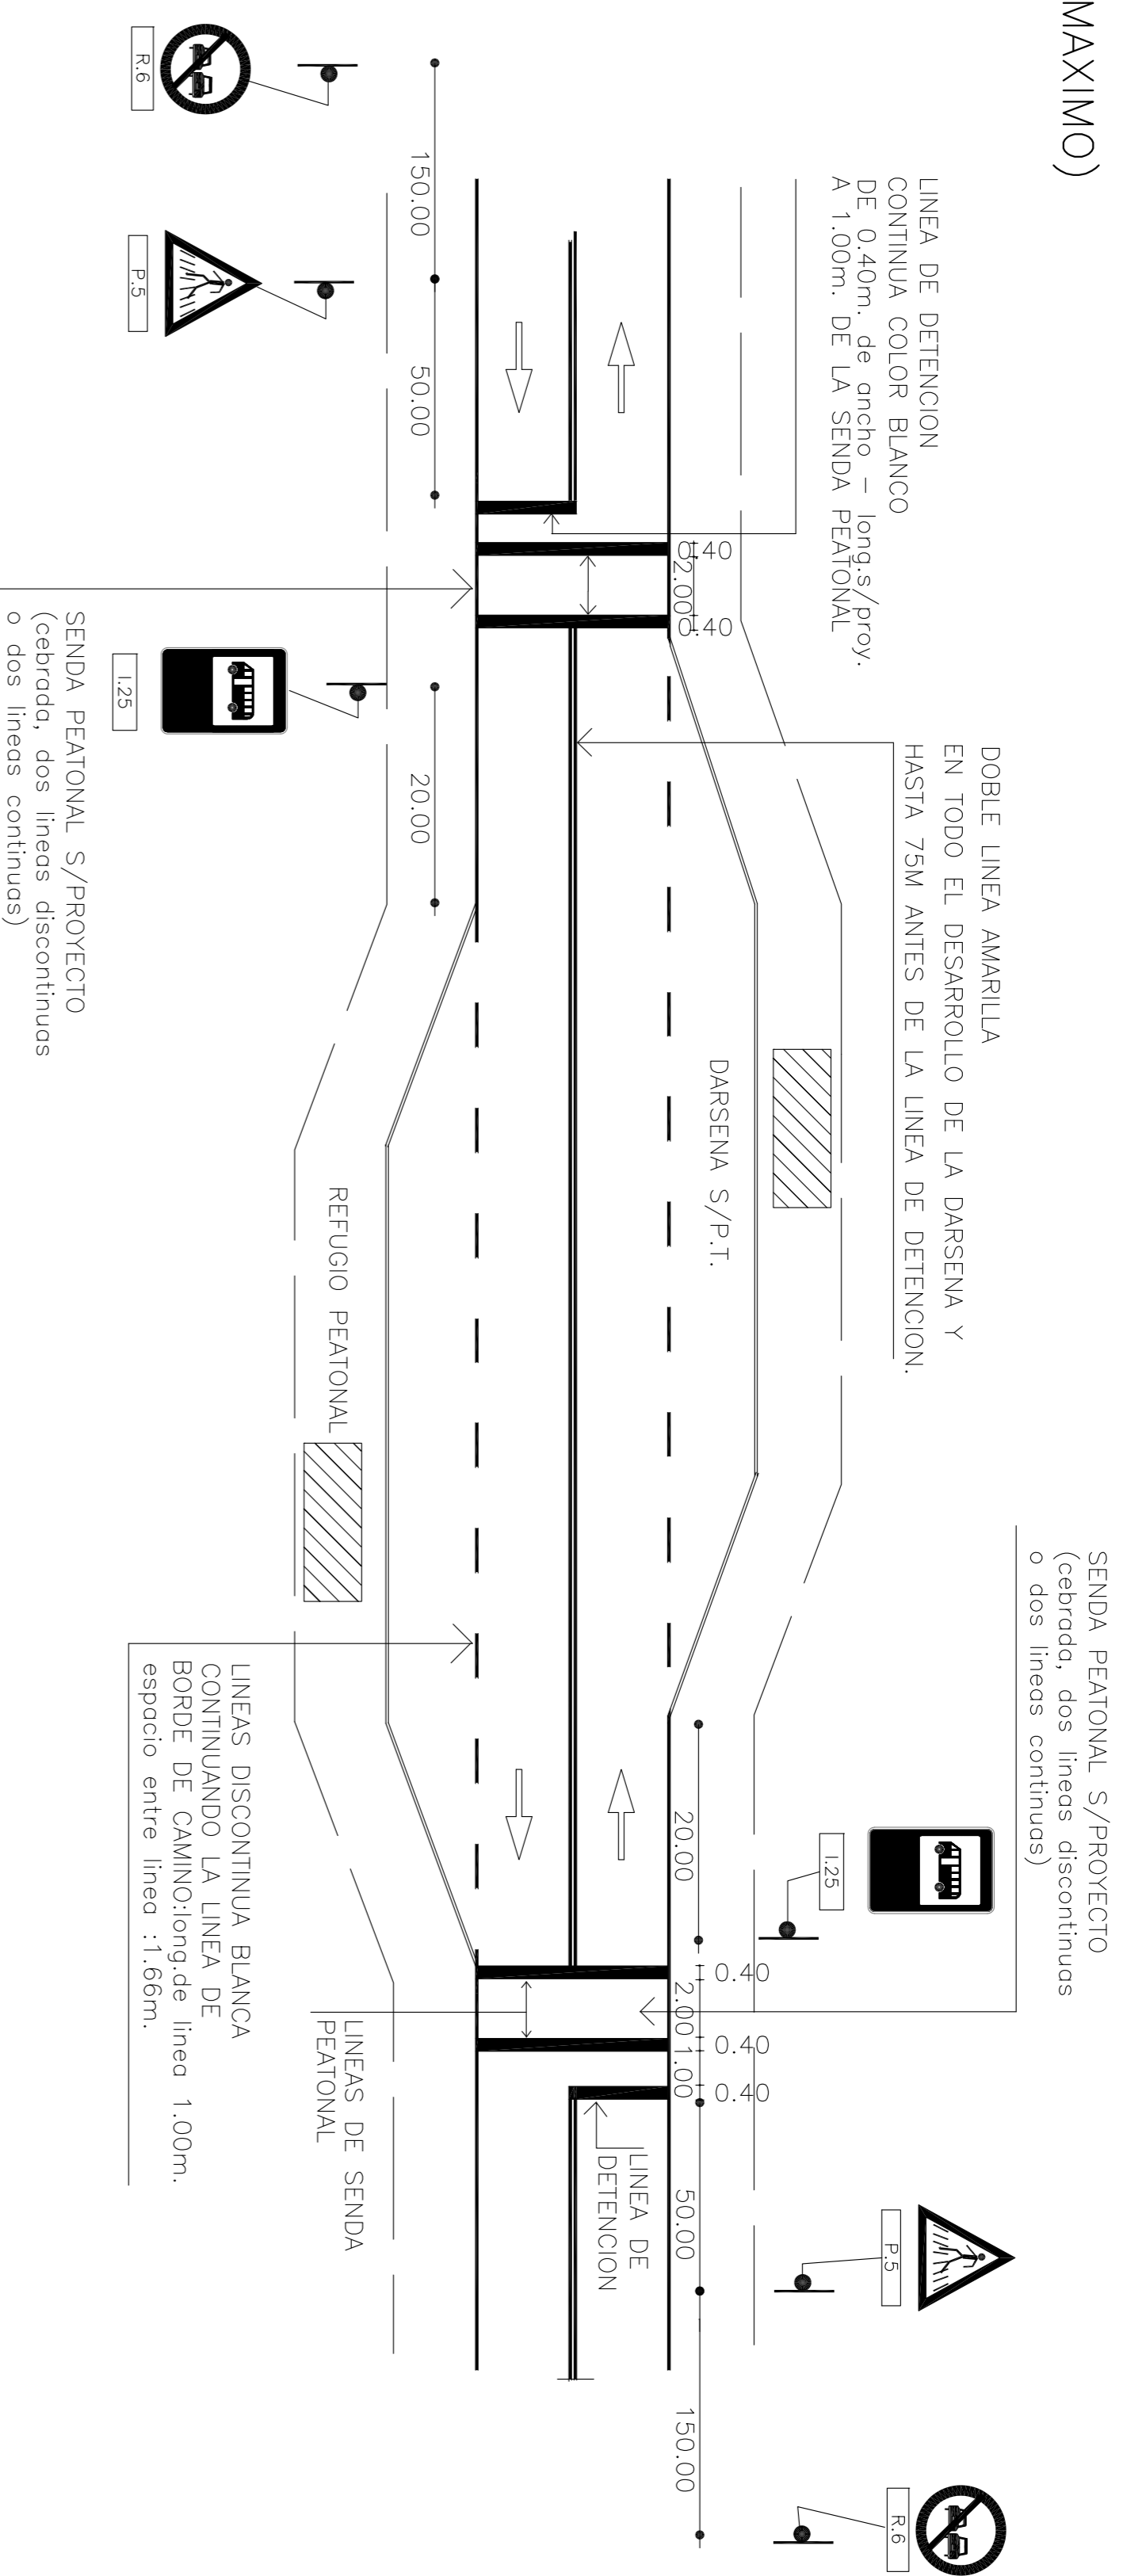 MAXIMO)
LINEA DE DETENCION
CONTINUA COLOR BLANCO
DE 0.40m. de ancho – long.s/proy.
A 1.00m. DE LA SENDA PEATONAL
DOBLE LINEA AMARILLA
EN TODO EL DESARROLLO DE LA DARSENA Y
HASTA 75M ANTES DE LA LINEA DE DETENCION.
SENDA PEATONAL S/PROYECTO
(cebrada, dos lineas discontinuas
o dos lineas continuas)
I.25
P.5
R.6
DARSENA S/P.T.
0.40
2.00
0.40
20.00
0.40
2.00
0.40
1.00
0.40
50.00
150.00
LINEA DE
DETENCION
150.00
50.00
20.00
REFUGIO PEATONAL
LINEAS DE SENDA
PEATONAL
LINEAS DISCONTINUA BLANCA
CONTINUANDO LA LINEA DE
BORDE DE CAMINO:long.de linea 1.00m.
espacio entre linea :1.66m.
R.6
P.5
I.25
SENDA PEATONAL S/PROYECTO
(cebrada, dos lineas discontinuas
o dos lineas continuas)